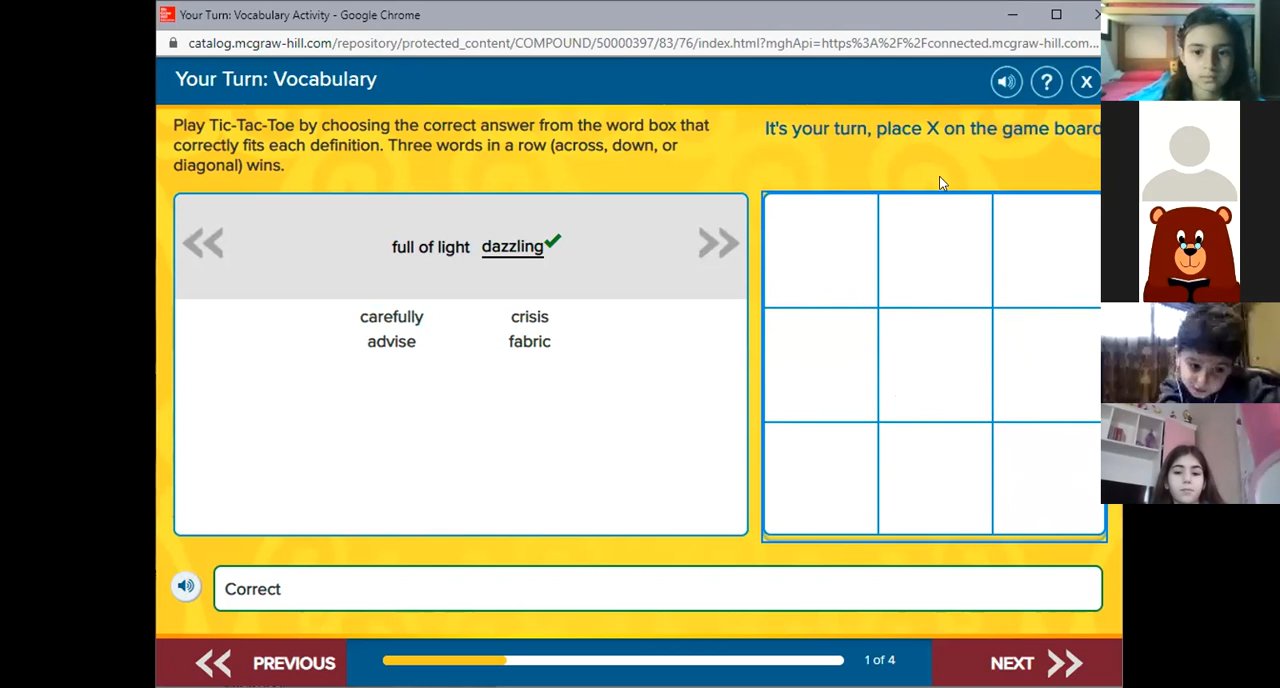 Your Turn: Vocabulary Activity - Google Chrome
catalog.mcgraw-hill.com/repository/protected_content/COMPOUND/50000397/83/76/index.html?mghApi=https%3A%2F%2Fconnected.mcgraw-hill.com...
Your Turn: Vocabulary
? X
Play Tic-Tac-Toe by choosing the correct answer from the word box that
correctly fits each definition. Three words in a row (across, down, or
diagonal) wins.
It's your turn, place X on the game board
full of light dazzling
carefully crisis
advise fabric
Correct
PREVIOUS
1 of 4
NEXT